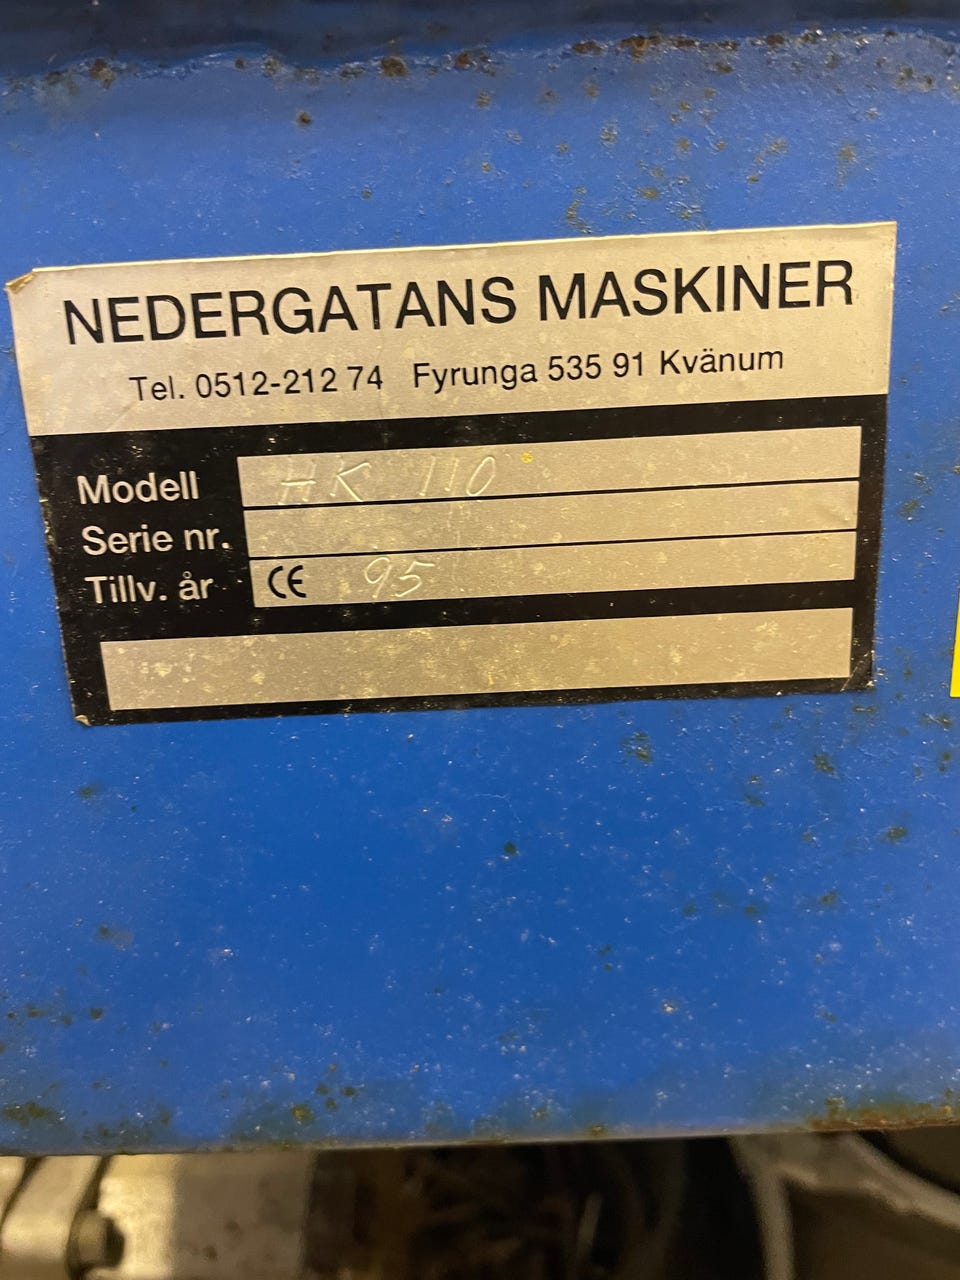 NEDERGATANS MASKINER
Tel. 0512-212 74 Fyrunga 535 91 Kvänum
Modell HK 110
Serie nr.
Tillv. år CE 95